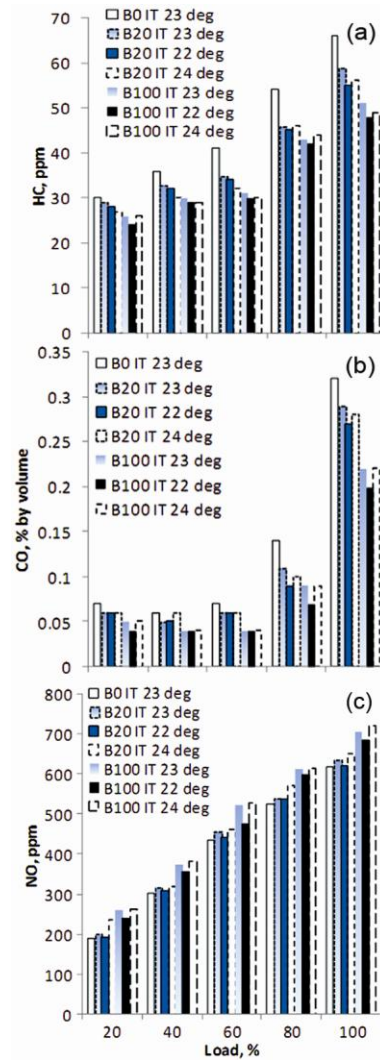 (a)
B0 IT 23 deg
B20 IT 23 deg
B20 IT 22 deg
B20 IT 24 deg
B100 IT 23 deg
B100 IT 22 deg
B100 IT 24 deg
HC, ppm
70
60
50
40
30
20
10
0
(b)
B0 IT 23 deg
B20 IT 23 deg
B20 IT 22 deg
B20 IT 24 deg
B100 IT 23 deg
B100 IT 22 deg
B100 IT 24 deg
CO, % by volume
0.35
0.3
0.25
0.2
0.15
0.1
0.05
0
(c)
B0 IT 23 deg
B20 IT 23 deg
B20 IT 22 deg
B20 IT 24 deg
B100 IT 23 deg
B100 IT 22 deg
B100 IT 24 deg
NO, ppm
800
700
600
500
400
300
200
100
0
20 40 60 80 100
Load, %